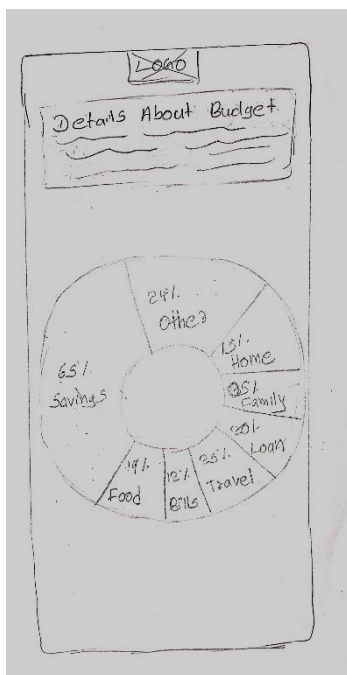 LOGO
Details About Budget
24%
Other
15%
Home
Family
20%
Loan
25%
Travel
12%
Bills
19%
Food
65%
Savings